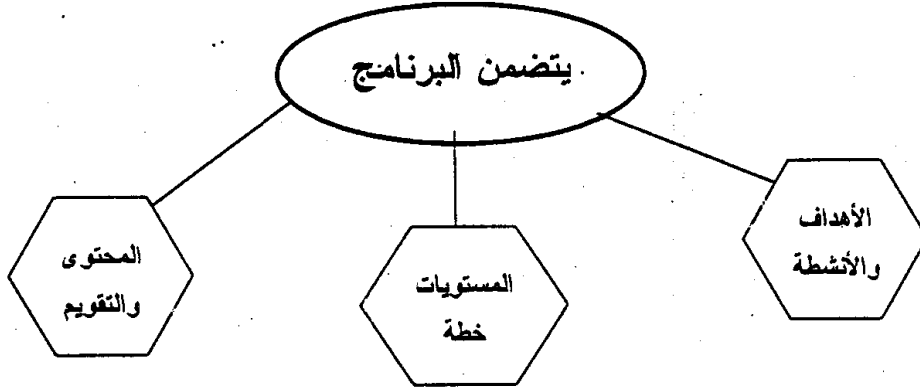 يتضمن البرنامج
الأهداف
والأنشطة
المستويات
خطة
المحتوى
والتقويم